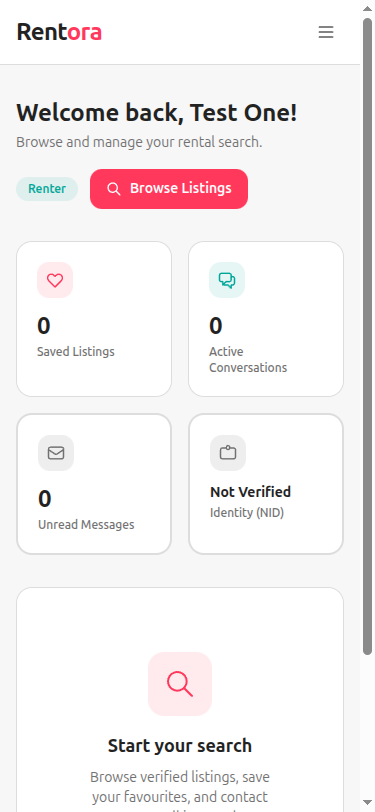 Rentora
Welcome back, Test One!
Browse and manage your rental search.
Renter
Browse Listings
0
Saved Listings
0
Active
Conversations
0
Unread Messages
Not Verified
Identity (NID)
Start your search
Browse verified listings, save
your favourites, and contact